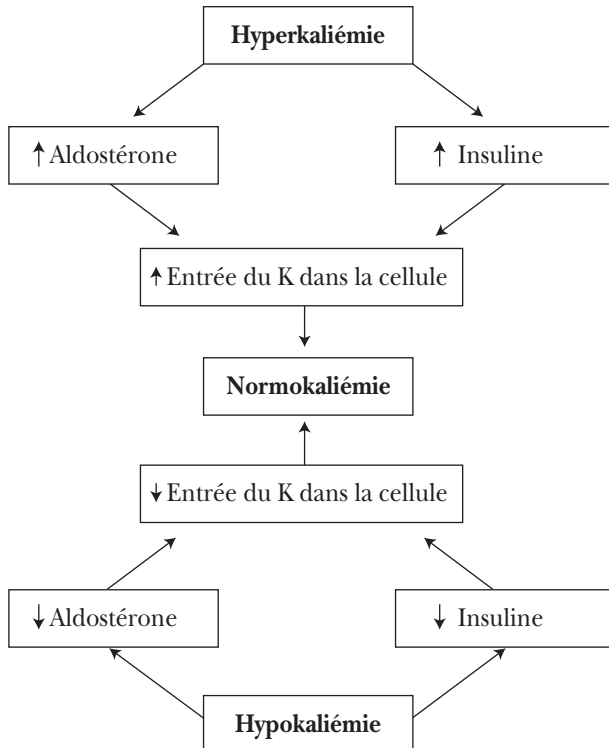 Hyperkaliémie
↑ Aldostérone
↑ Insuline
↑ Entrée du K dans la cellule
Normokaliémie
↓ Entrée du K dans la cellule
↓ Aldostérone
↓ Insuline
Hypokaliémie